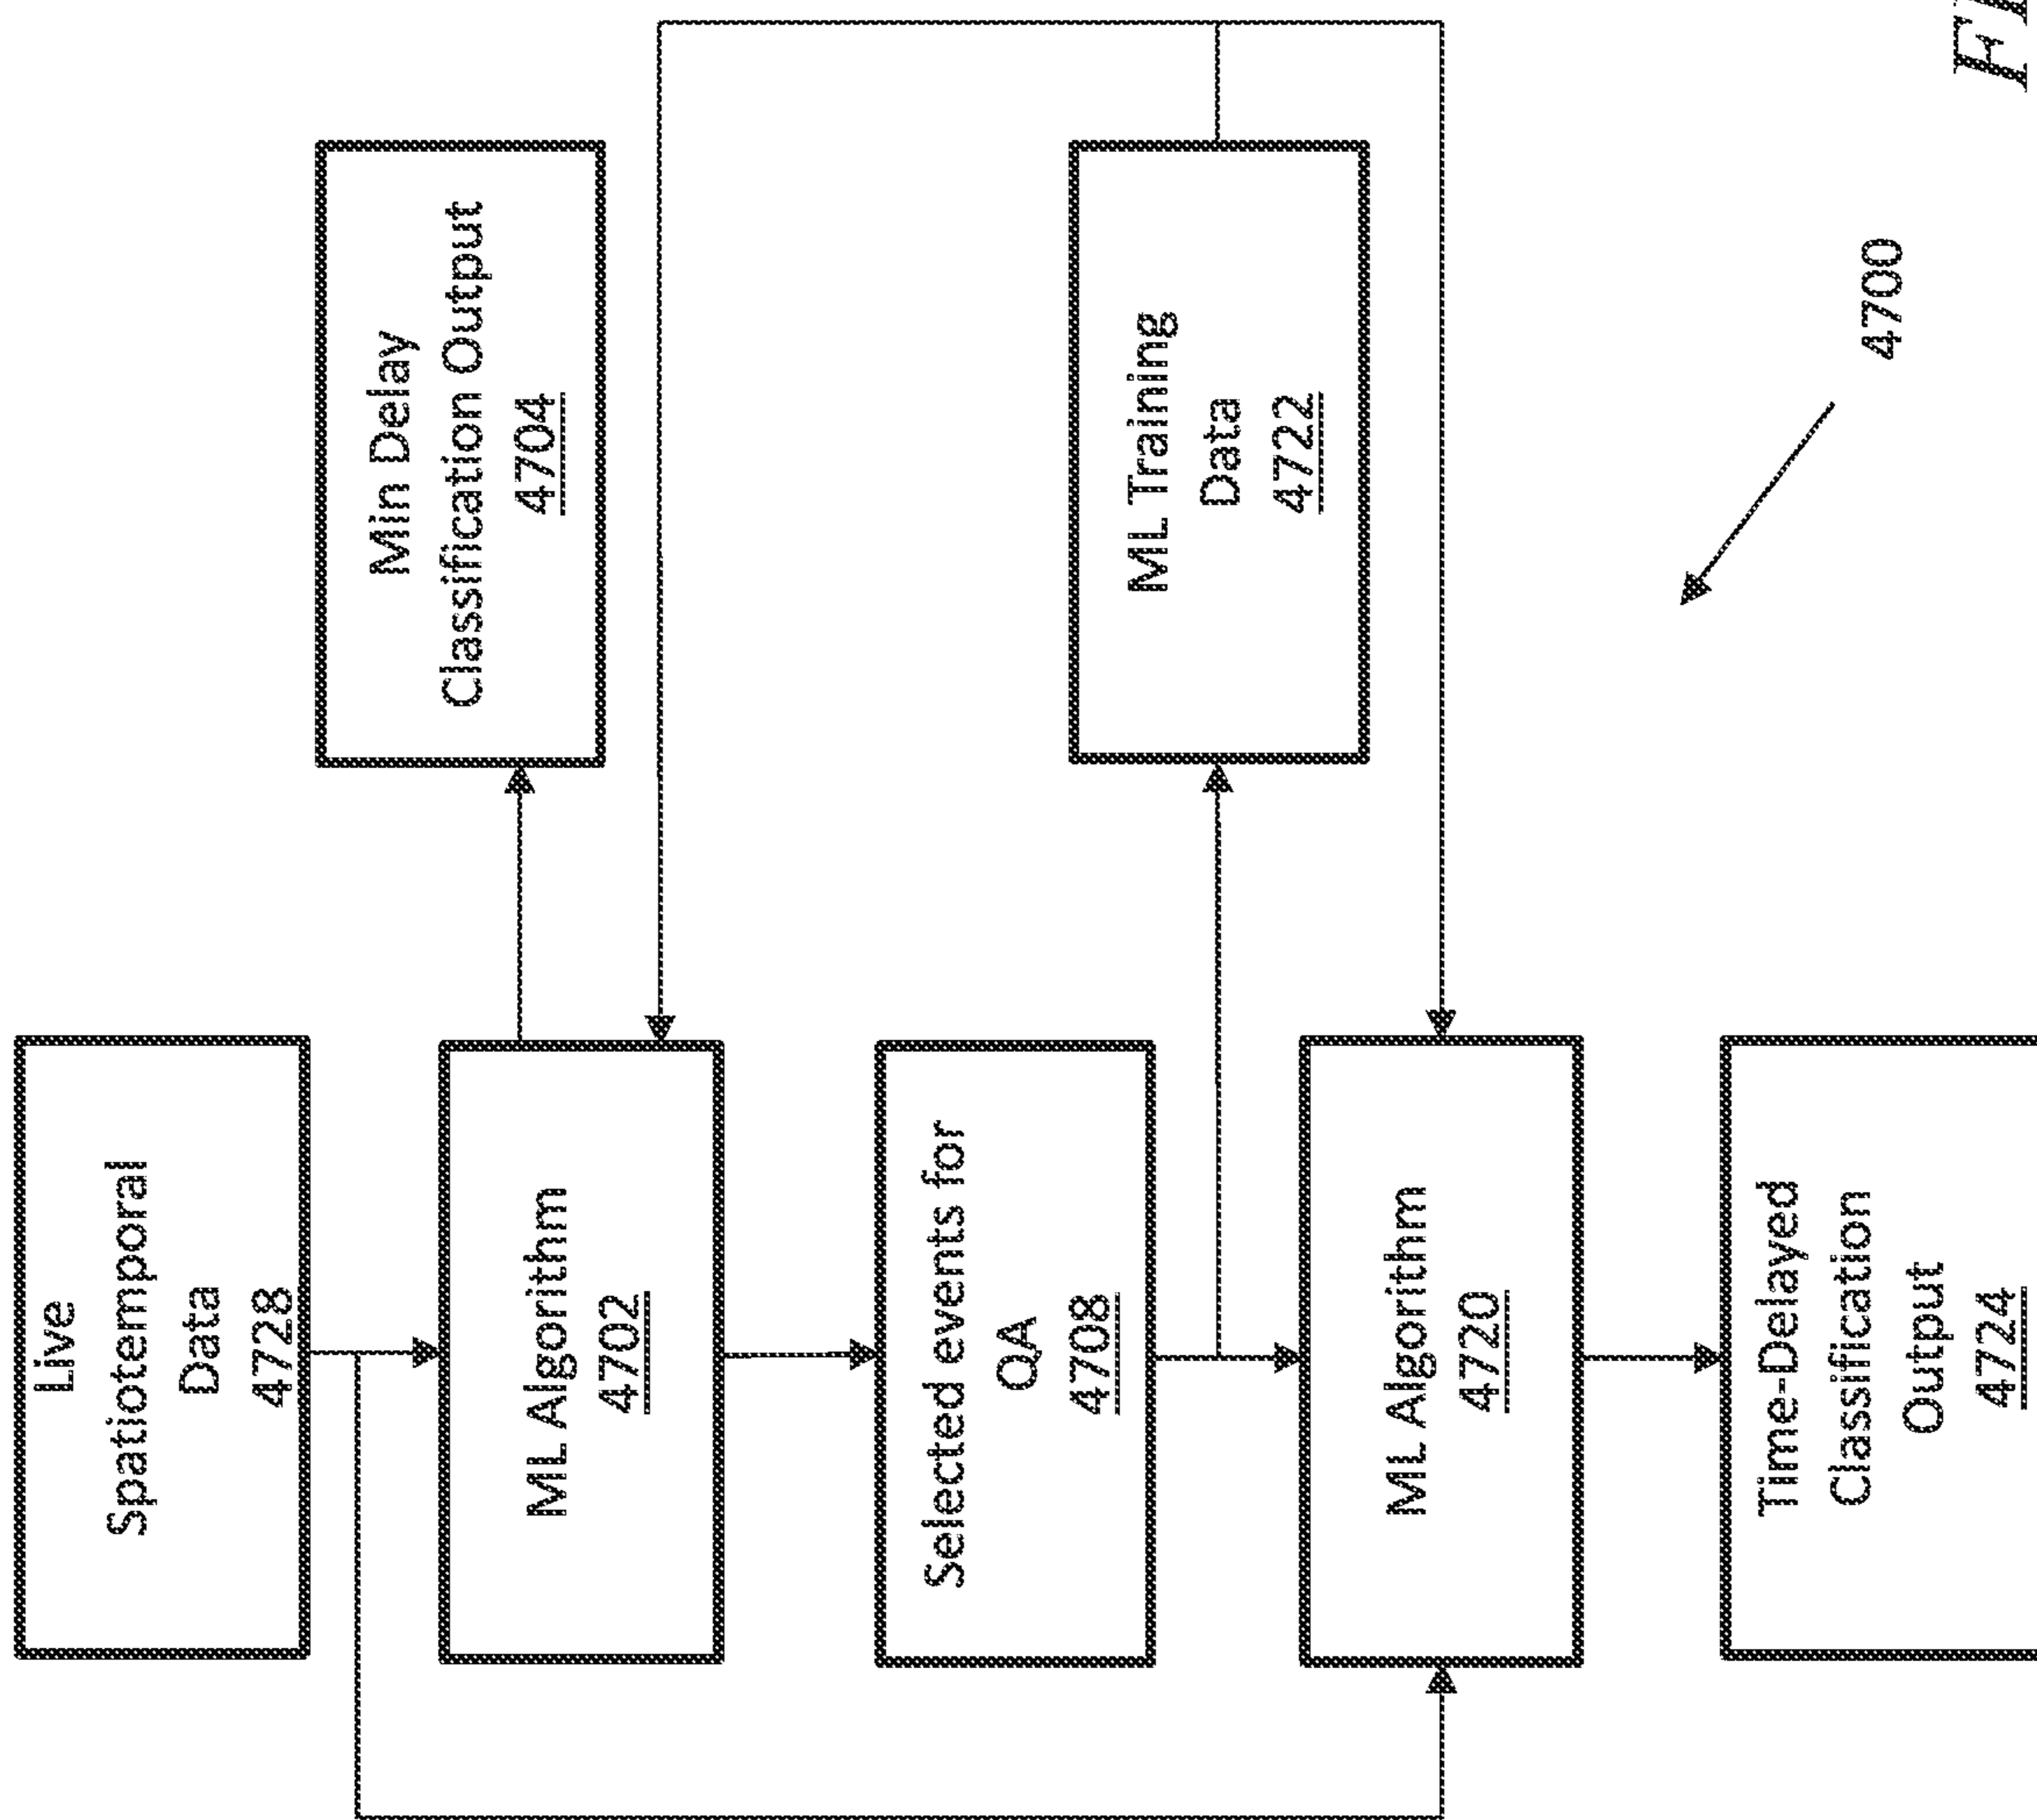 Live
Spatiotemporal
Data
4728
ML Algorithm
4702
Min Delay
Classification Output
4704
Selected events for
QA
4708
ML Training
Data
4722
ML Algorithm
4720
Time-Delayed
Classification
Output
4724
4700